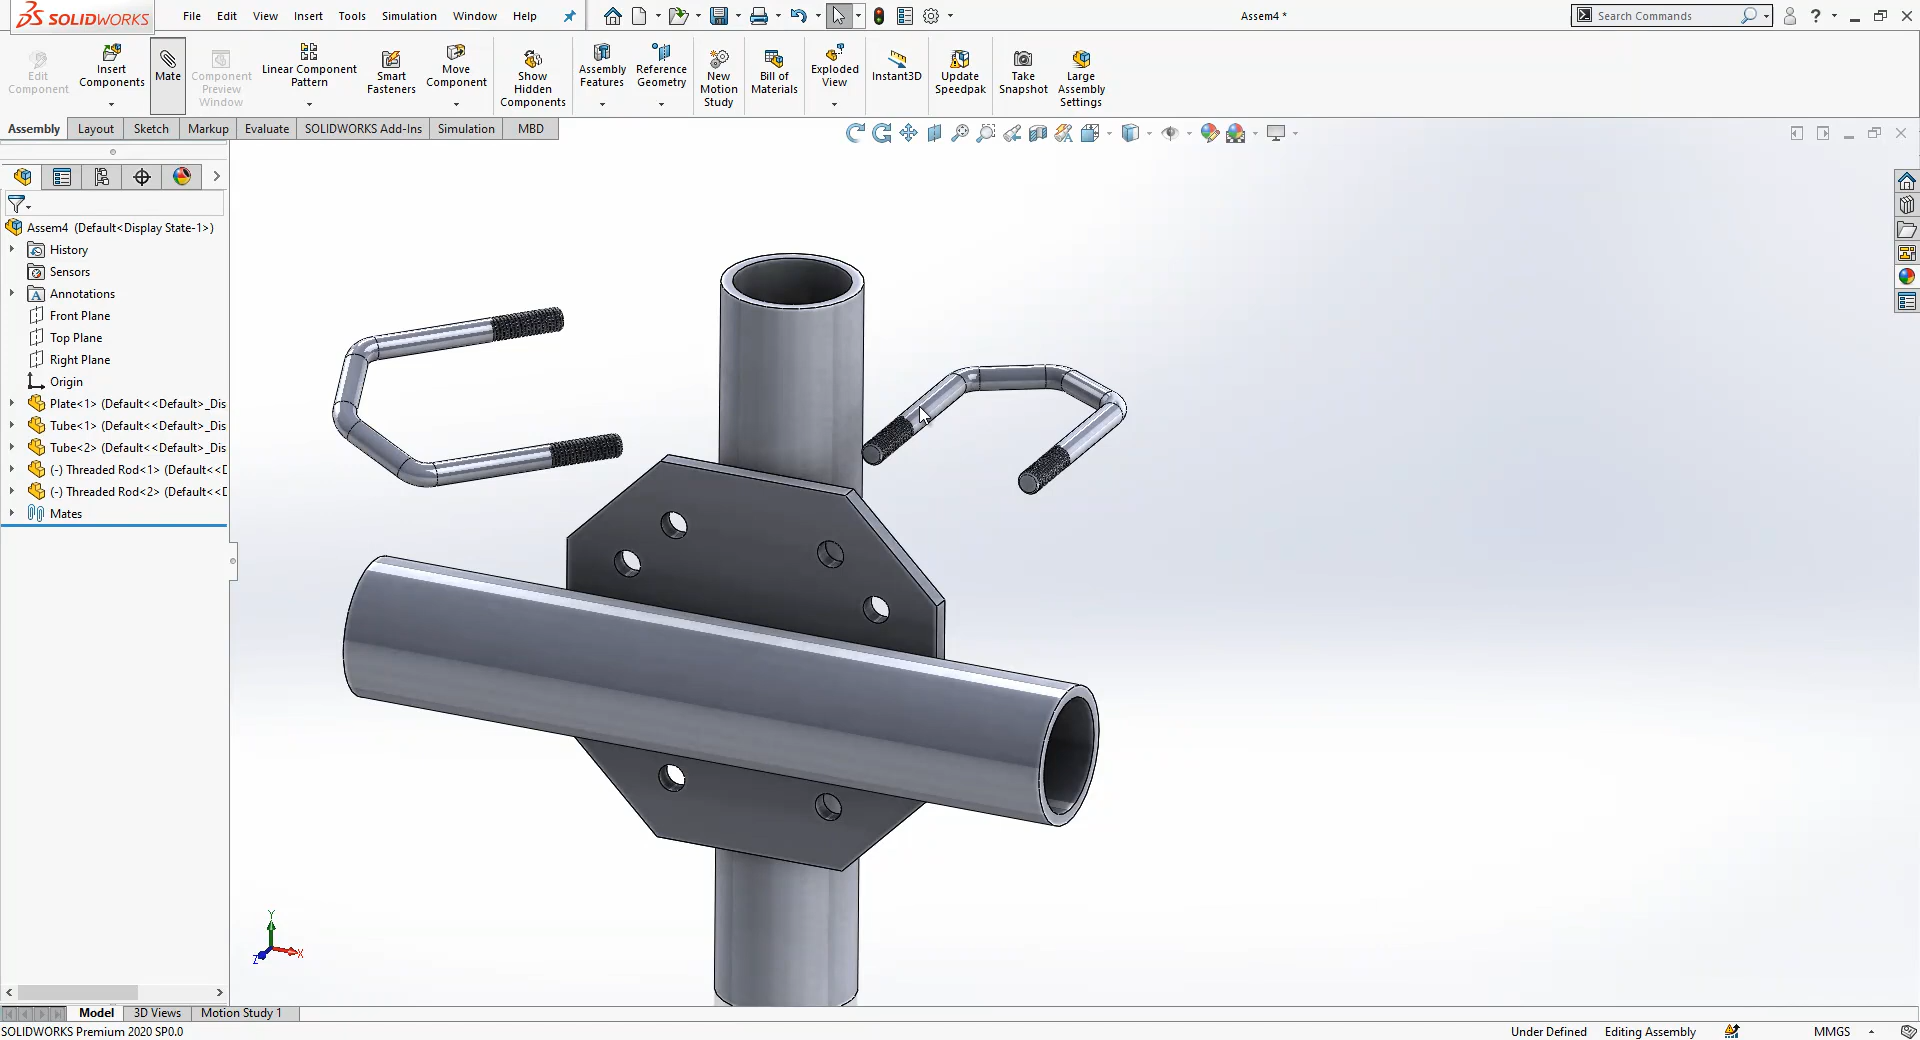 SOLIDWORKS File Edit View Insert Tools Simulation Window Help Assem4 * Search Commands
Edit Component
Insert Components
Mate
Component Preview Window
Linear Component Pattern
Smart Fasteners
Move Component
Show Hidden Components
Assembly Features
Reference Geometry
New Motion Study
Bill of Materials
Exploded View
Instant3D
Update Speedpak
Take Snapshot
Large Assembly Settings
Assembly Layout Sketch Markup Evaluate SOLIDWORKS Add-Ins Simulation MBD
Assem4 (Default<Display State-1>)
History
Sensors
Annotations
Front Plane
Top Plane
Right Plane
Origin
Plate<1> (Default<<Default>_Dis
Tube<1> (Default<<Default>_Dis
Tube<2> (Default<<Default>_Dis
(-) Threaded Rod<1> (Default<<D
(-) Threaded Rod<2> (Default<<D
Mates
Y
X
Z
Model 3D Views Motion Study 1
SOLIDWORKS Premium 2020 SP0.0 Under Defined Editing Assembly MMGS